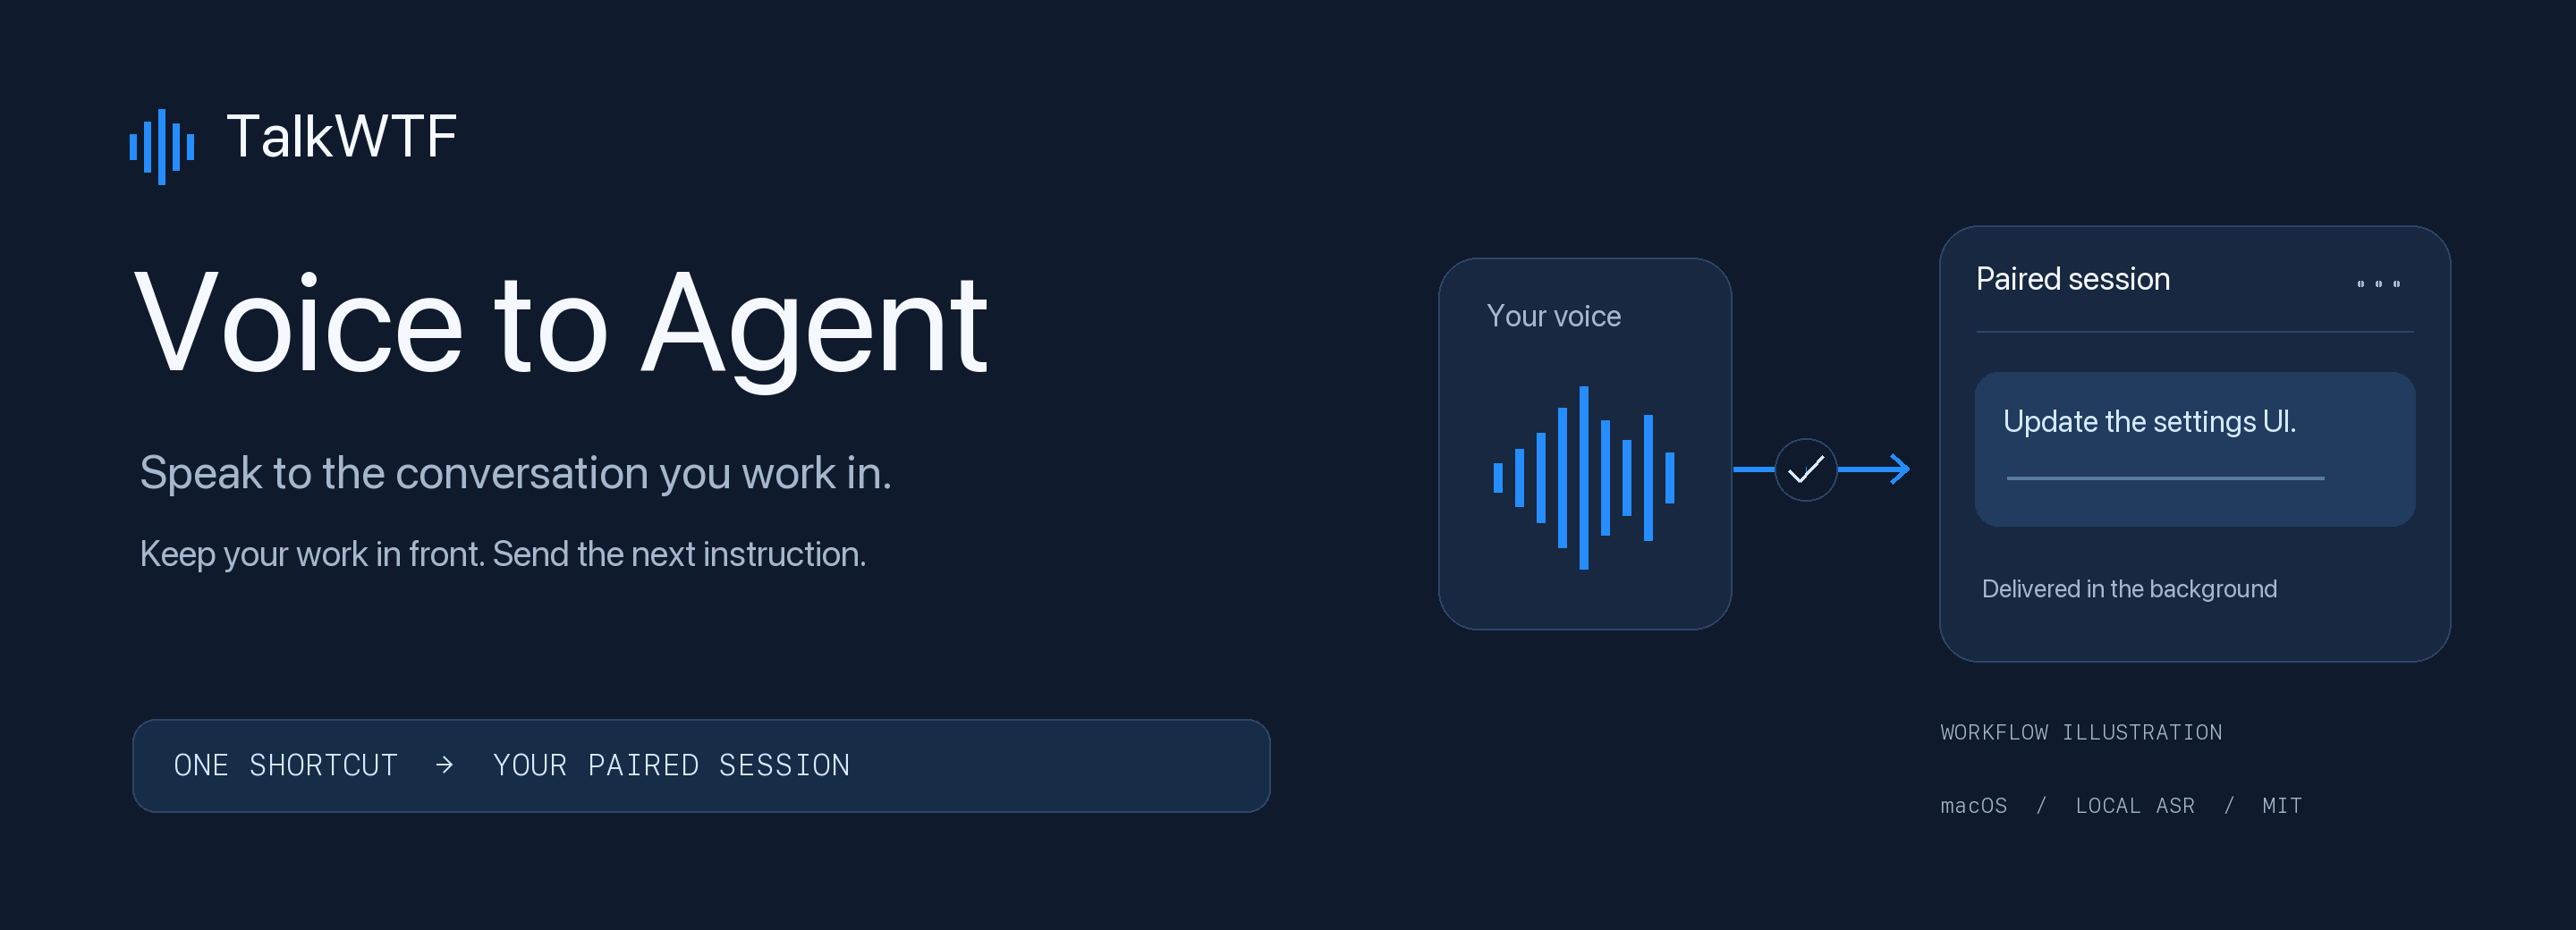 TalkWTF
Voice to Agent
Speak to the conversation you work in.
Keep your work in front. Send the next instruction.
ONE SHORTCUT → YOUR PAIRED SESSION
Your voice
Paired session
Update the settings UI.
Delivered in the background
WORKFLOW ILLUSTRATION
macOS / LOCAL ASR / MIT